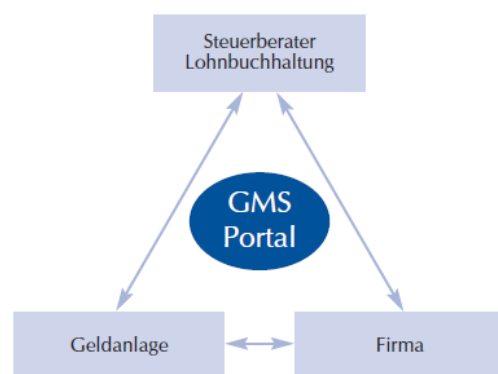 Steuerberater
Lohnbuchhaltung
GMS
Portal
Geldanlage
Firma